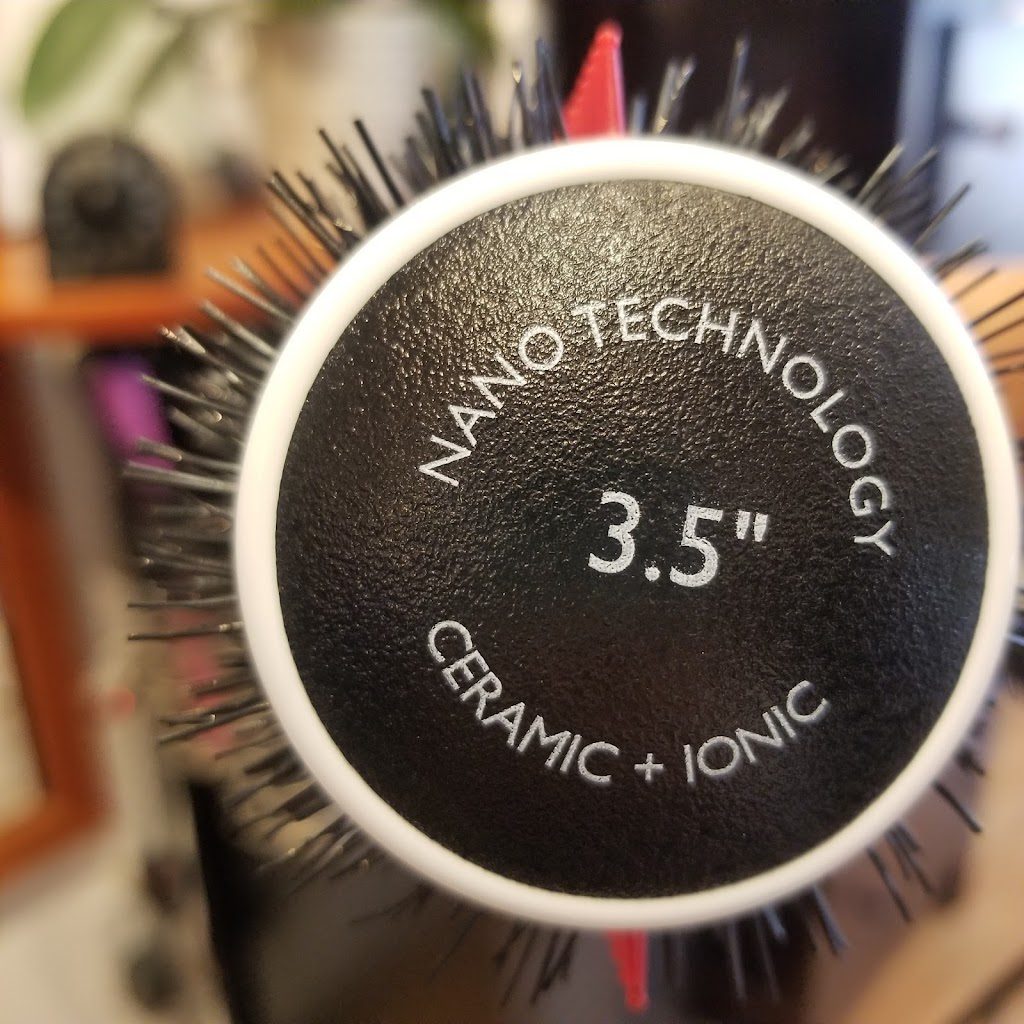 NANO TECHNOLOGY
3.5"
CERAMIC + IONIC